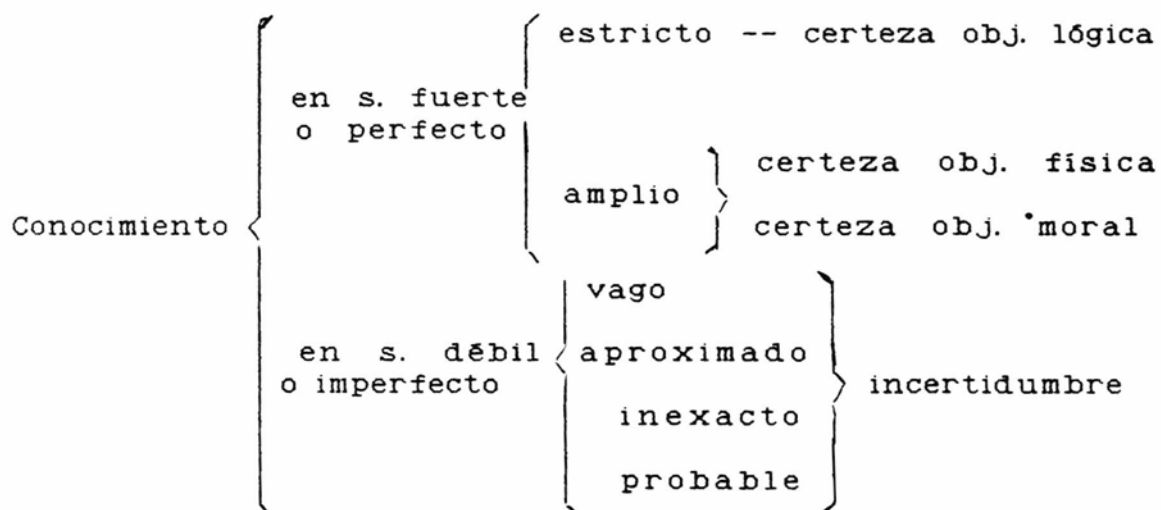 estricto -- certeza obj. lógica
en s. fuerte
o perfecto
certeza obj. física
amplio
Conocimiento
certeza obj. moral
vago
en s. débil
aproximado
o imperfecto
incertidumbre
inexacto
probable